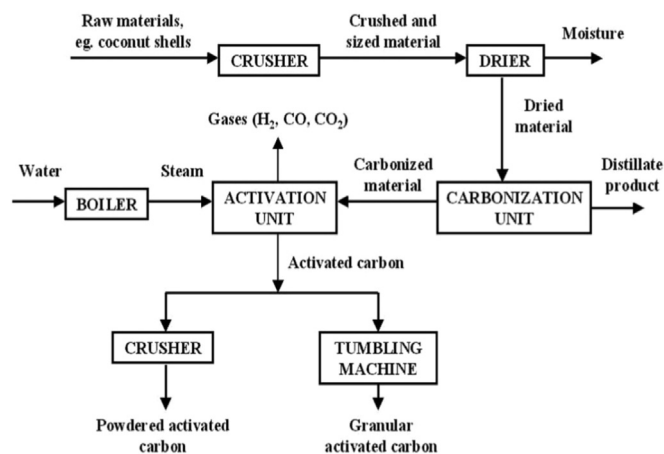 Raw materials,
eg. coconut shells
CRUSHER
Crushed and
sized material
DRIER
Moisture
Dried
material
Gases (H₂, CO, CO₂)
Water
BOILER
Steam
ACTIVATION
UNIT
Carbonized
material
CARBONIZATION
UNIT
Distillate
product
Activated carbon
CRUSHER
TUMBLING
MACHINE
Powdered activated
carbon
Granular
activated carbon